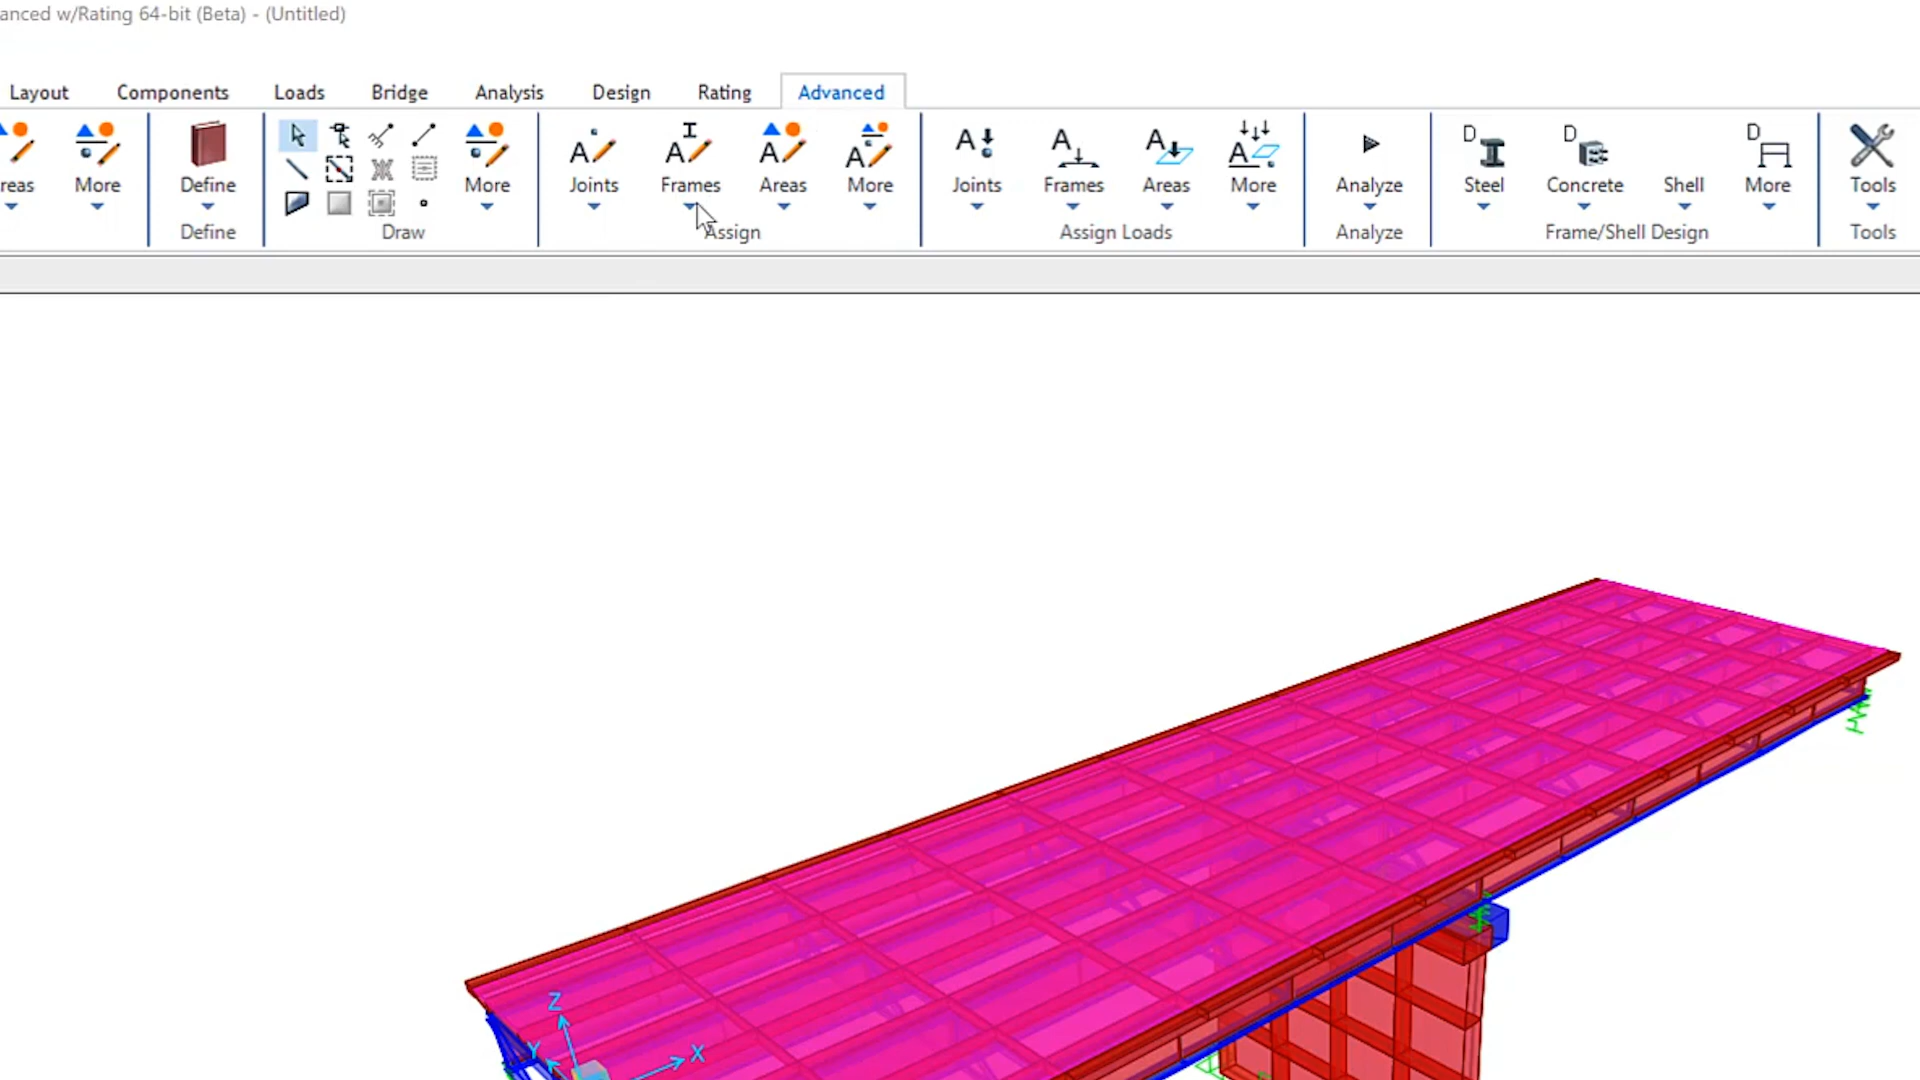 anced w/Rating 64-bit (Beta) - (Untitled)
Layout Components Loads Bridge Analysis Design Rating Advanced
reas More Define More Joints Frames Areas More Joints Frames Areas More Analyze Steel Concrete Shell More Tools
Define Draw Assign Assign Loads Analyze Frame/Shell Design Tools
Z
Y
X